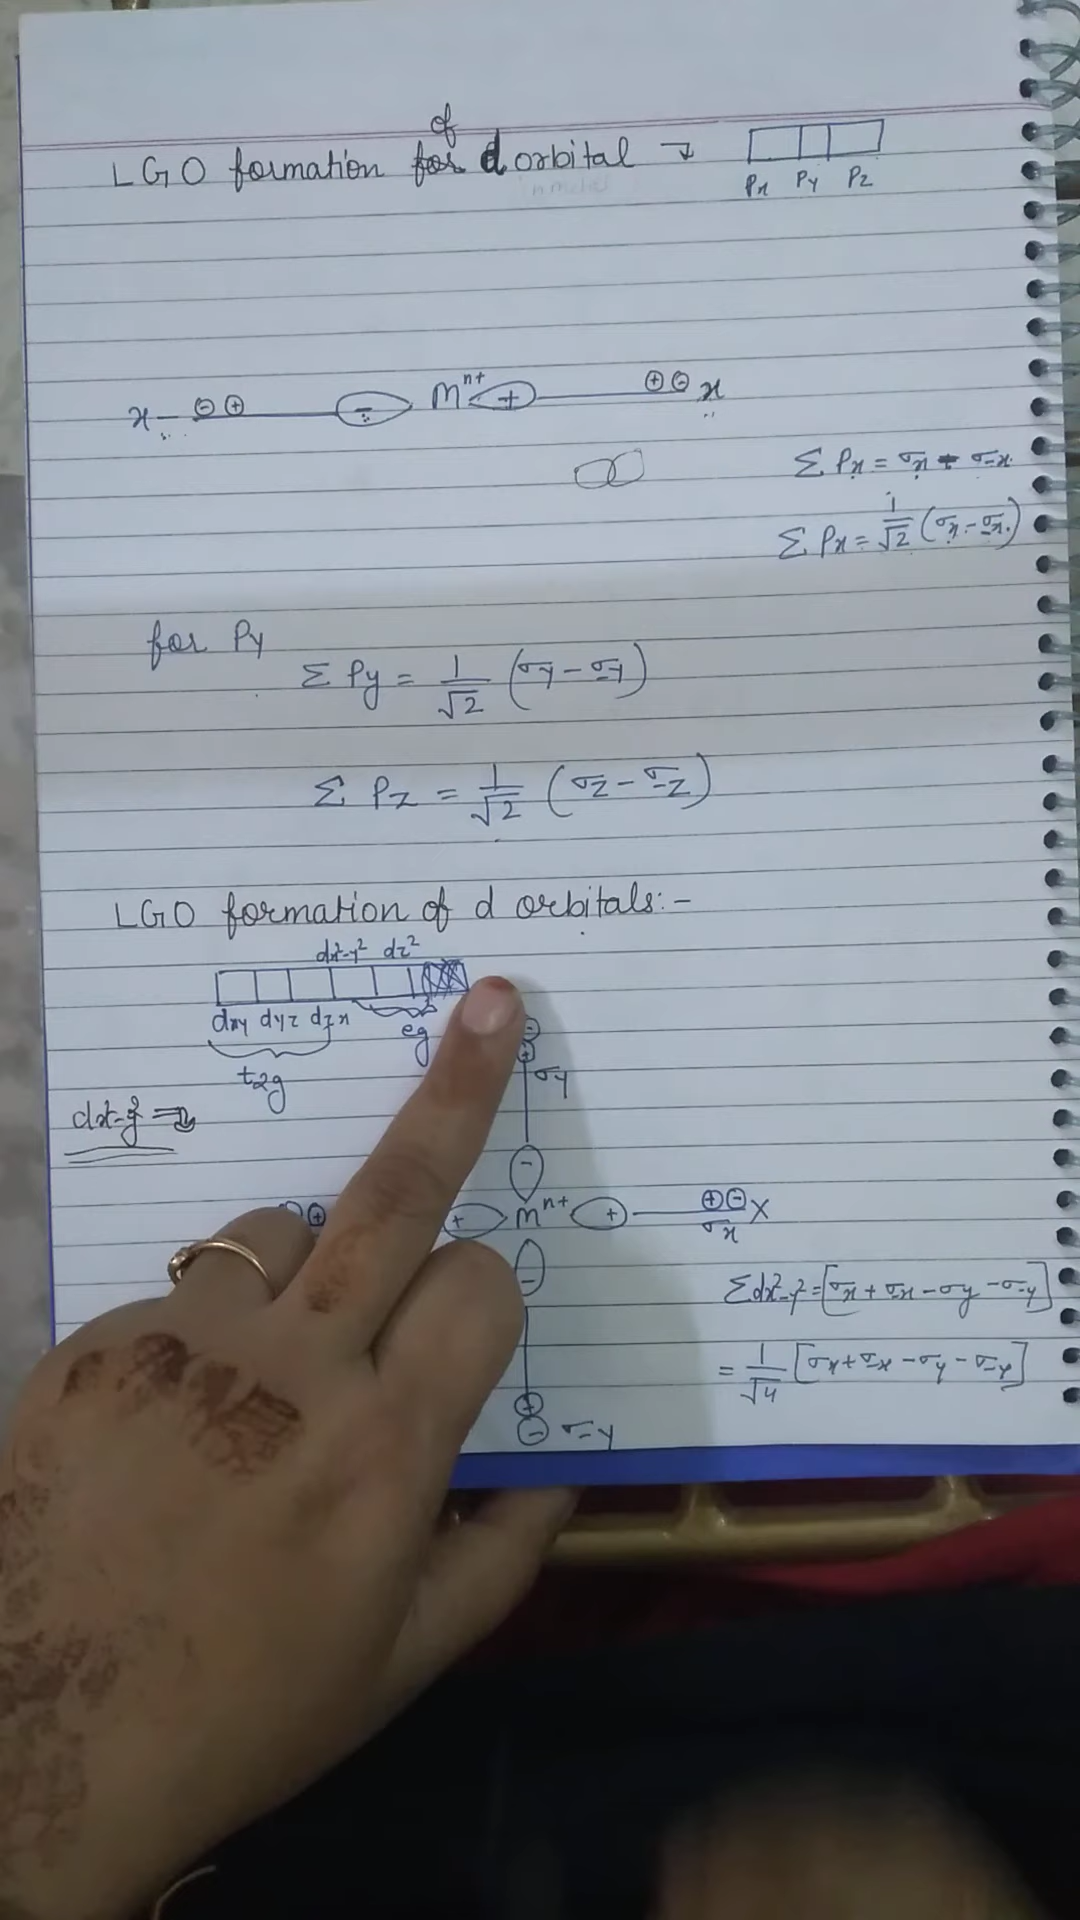 of
LGO formation for d orbital →
Px Py Pz
x ⊖⊕ - M^n+ + ⊕⊖ x
Σ Px = σx - σ-x
Σ Px = 1/√2 (σx - σ-x)
for Py
Σ Py = 1/√2 (σy - σ-y)
Σ Pz = 1/√2 (σz - σ-z)
LGO formation of d orbitals:-
dx²-y² dz²
dxy dyz dzx
eg
t2g
dx²-y² ⇒
⊖
⊕
σy
-
⊕ + M^n+ + ⊕⊖ X
σx
-
Σdx²-y² = [σx + σ-x - σy - σ-y]
= 1/√4 [σx + σ-x - σy - σ-y]
⊕
⊖ σ-y